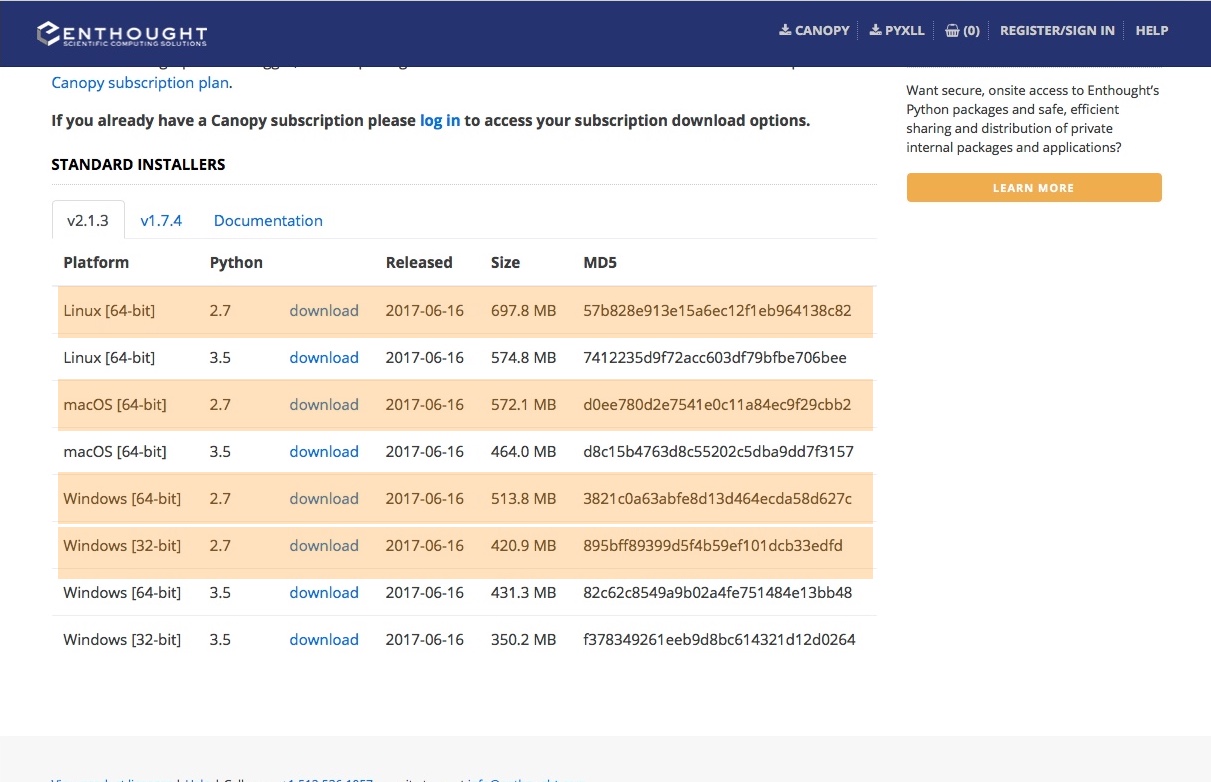 ENTHOUGHT
SCIENTIFIC COMPUTING SOLUTIONS
CANOPY PYXLL (0) REGISTER/SIGN IN HELP
Canopy subscription plan.
If you already have a Canopy subscription please log in to access your subscription download options.
STANDARD INSTALLERS
v2.1.3 v1.7.4 Documentation
Platform Python Released Size MD5
Linux [64-bit] 2.7 download 2017-06-16 697.8 MB 57b828e913e15a6ec12f1eb964138c82
Linux [64-bit] 3.5 download 2017-06-16 574.8 MB 7412235d9f72acc603df79bfbe706bee
macOS [64-bit] 2.7 download 2017-06-16 572.1 MB d0ee780d2e7541e0c11a84ec9f29cbb2
macOS [64-bit] 3.5 download 2017-06-16 464.0 MB d8c15b4763d8c55202c5dba9dd7f3157
Windows [64-bit] 2.7 download 2017-06-16 513.8 MB 3821c0a63abfe8d13d464ecda58d627c
Windows [32-bit] 2.7 download 2017-06-16 420.9 MB 895bff89399d5f4b59ef101dcb33edfd
Windows [64-bit] 3.5 download 2017-06-16 431.3 MB 82c62c8549a9b02a4fe751484e13bb48
Windows [32-bit] 3.5 download 2017-06-16 350.2 MB f378349261eeb9d8bc614321d12d0264
Want secure, onsite access to Enthought's
Python packages and safe, efficient
sharing and distribution of private
internal packages and applications?
LEARN MORE